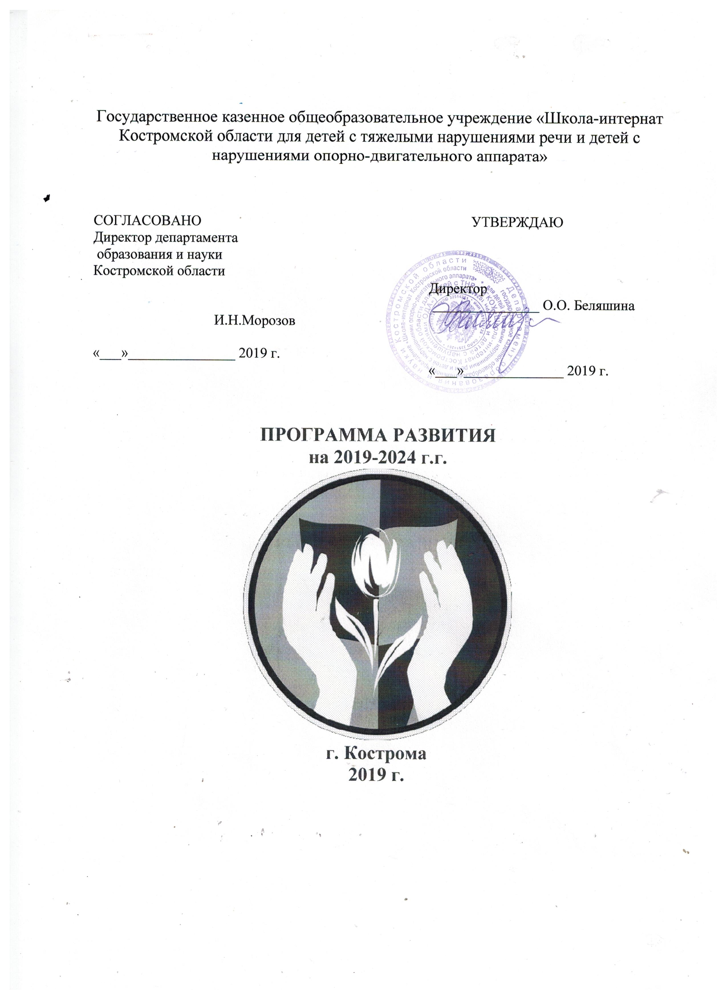 Государственное казенное общеобразовательное учреждение «Школа-интернат
Костромской области для детей с тяжелыми нарушениями речи и детей с
нарушениями опорно-двигательного аппарата»
СОГЛАСОВАНО
Директор департамента
образования и науки
Костромской области
И.Н.Морозов
«___»_______________ 2019 г.
УТВЕРЖДАЮ
Директор
_______________ О.О. Беляшина
«___»______________ 2019 г.
ПРОГРАММА РАЗВИТИЯ
на 2019-2024 г.г.
г. Кострома
2019 г.